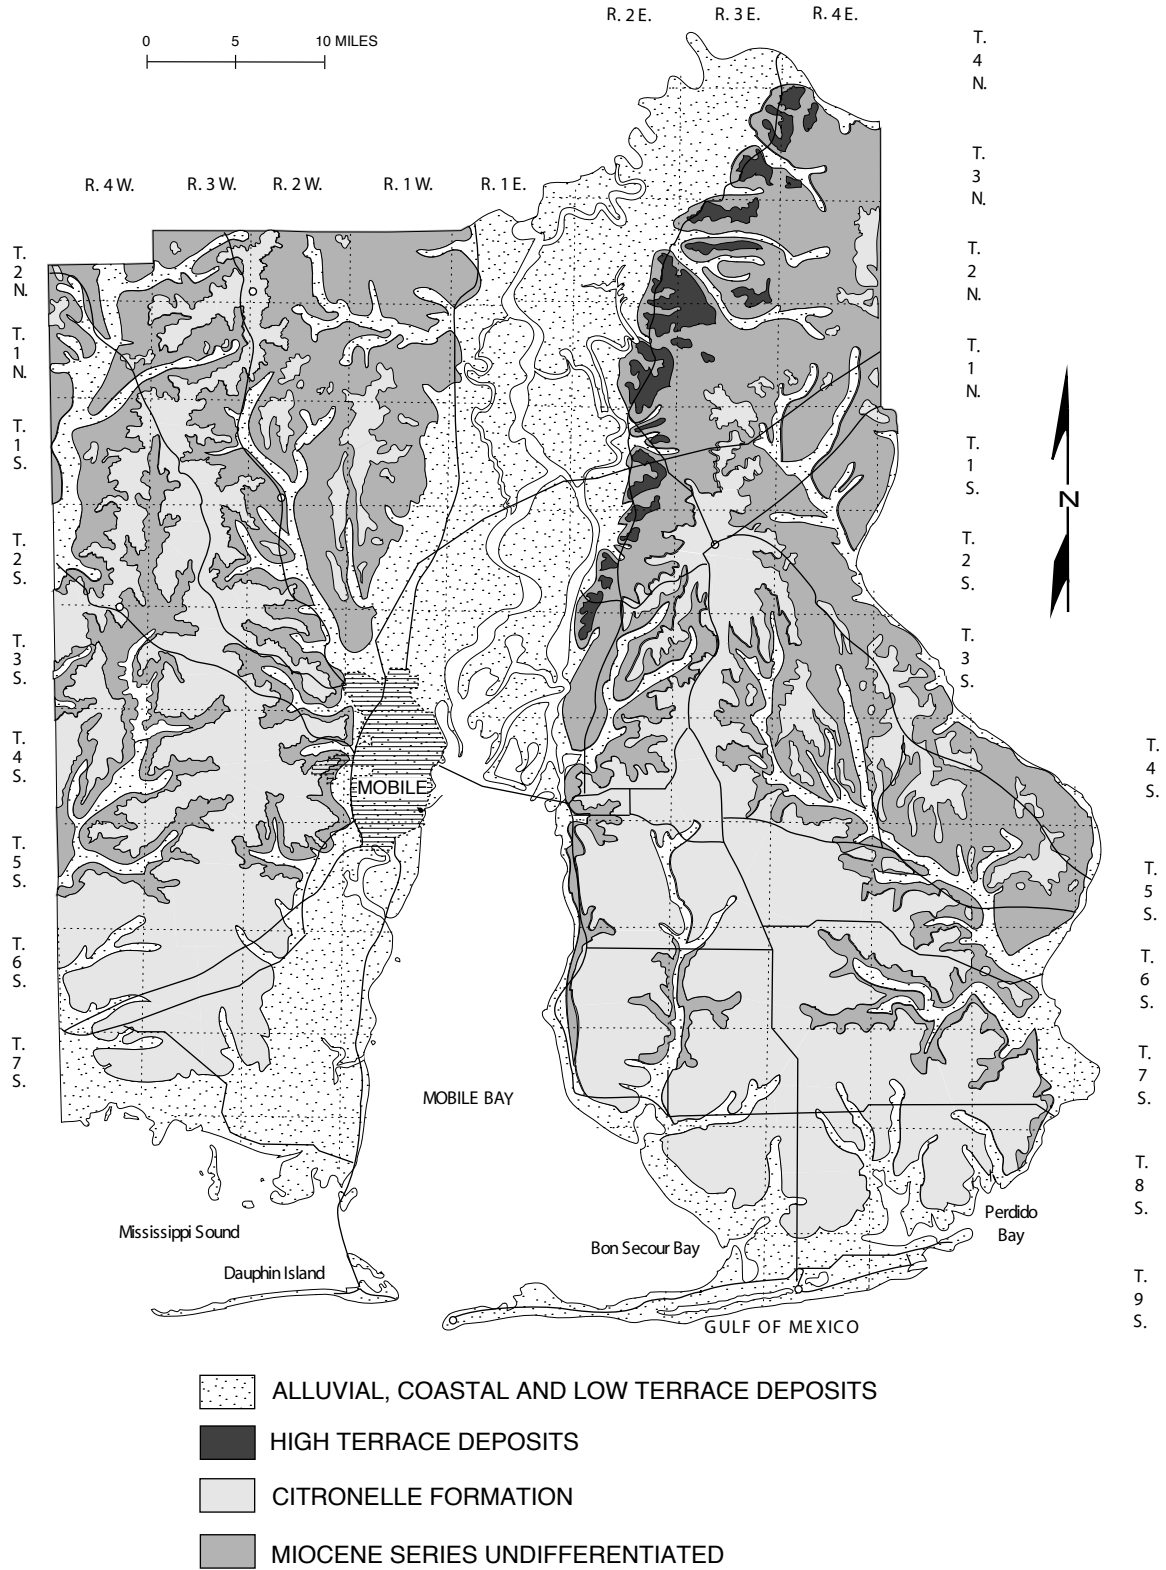 R. 2 E. R. 3 E. R. 4 E.
0 5 10 MILES
T.
4
N.
T.
3
N.
R. 4 W. R. 3 W. R. 2 W. R. 1 W. R. 1 E.
T.
2
N.
T.
2
N.
T.
1
N.
T.
1
N.
T.
1
S.
T.
1
S.
N
T.
2
S.
T.
2
S.
T.
3
S.
T.
3
S.
T.
4
S.
T.
4
S.
MOBILE
T.
5
S.
T.
5
S.
T.
6
S.
T.
6
S.
T.
7
S.
T.
7
S.
MOBILE BAY
T.
8
S.
Mississippi Sound
Perdido
Bay
Bon Secour Bay
Dauphin Island
T.
9
S.
GULF OF MEXICO
ALLUVIAL, COASTAL AND LOW TERRACE DEPOSITS
HIGH TERRACE DEPOSITS
CITRONELLE FORMATION
MIOCENE SERIES UNDIFFERENTIATED